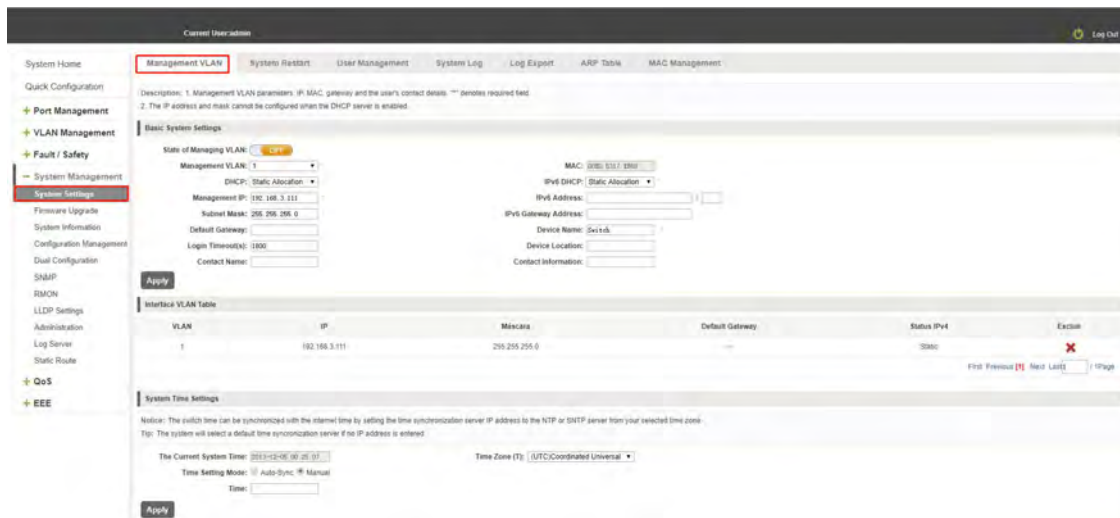 Current User:admin
Log Out
System Home
Quick Configuration
Port Management
VLAN Management
Fault / Safety
System Management
System Settings
Firmware Upgrade
System Information
Configuration Management
Dual Configuration
SNMP
RMON
LLDP Settings
Administration
Log Server
Static Route
QoS
EEE
Management VLAN System Restart User Management System Log Log Export ARP Table MAC Management
Description: 1. Management VLAN parameters: IP, MAC, gateway and the user's contact details. "*" denotes required field.
2. The IP address and mask cannot be configured when the DHCP server is enabled.
Basic System Settings
State of Managing VLAN: OFF
Management VLAN: 1 MAC:
DHCP: Static Allocation IPv6 DHCP: Static Allocation
Management IP: 192.168.3.111 IPv6 Address: /
Subnet Mask: 255.255.255.0 IPv6 Gateway Address:
Default Gateway: Device Name: Switch
Login Timeout(s): 1800 Device Location:
Contact Name: Contact Information:
Apply
Interface VLAN Table
VLAN IP Máscara Default Gateway Status IPv4 Excluir
1 192.168.3.111 255.255.255.0 ---- Static
First Previous [1] Next Last / 1Page
System Time Settings
Notice: The switch time can be synchronized with the internet time by setting the time synchronization server IP address to the NTP or SNTP server from your selected time zone.
Tip: The system will select a default time syncronization server if no IP address is entered.
The Current System Time: Time Zone (T): (UTC)Coordinated Universal
Time Setting Mode: Auto-Sync Manual
Time:
Apply